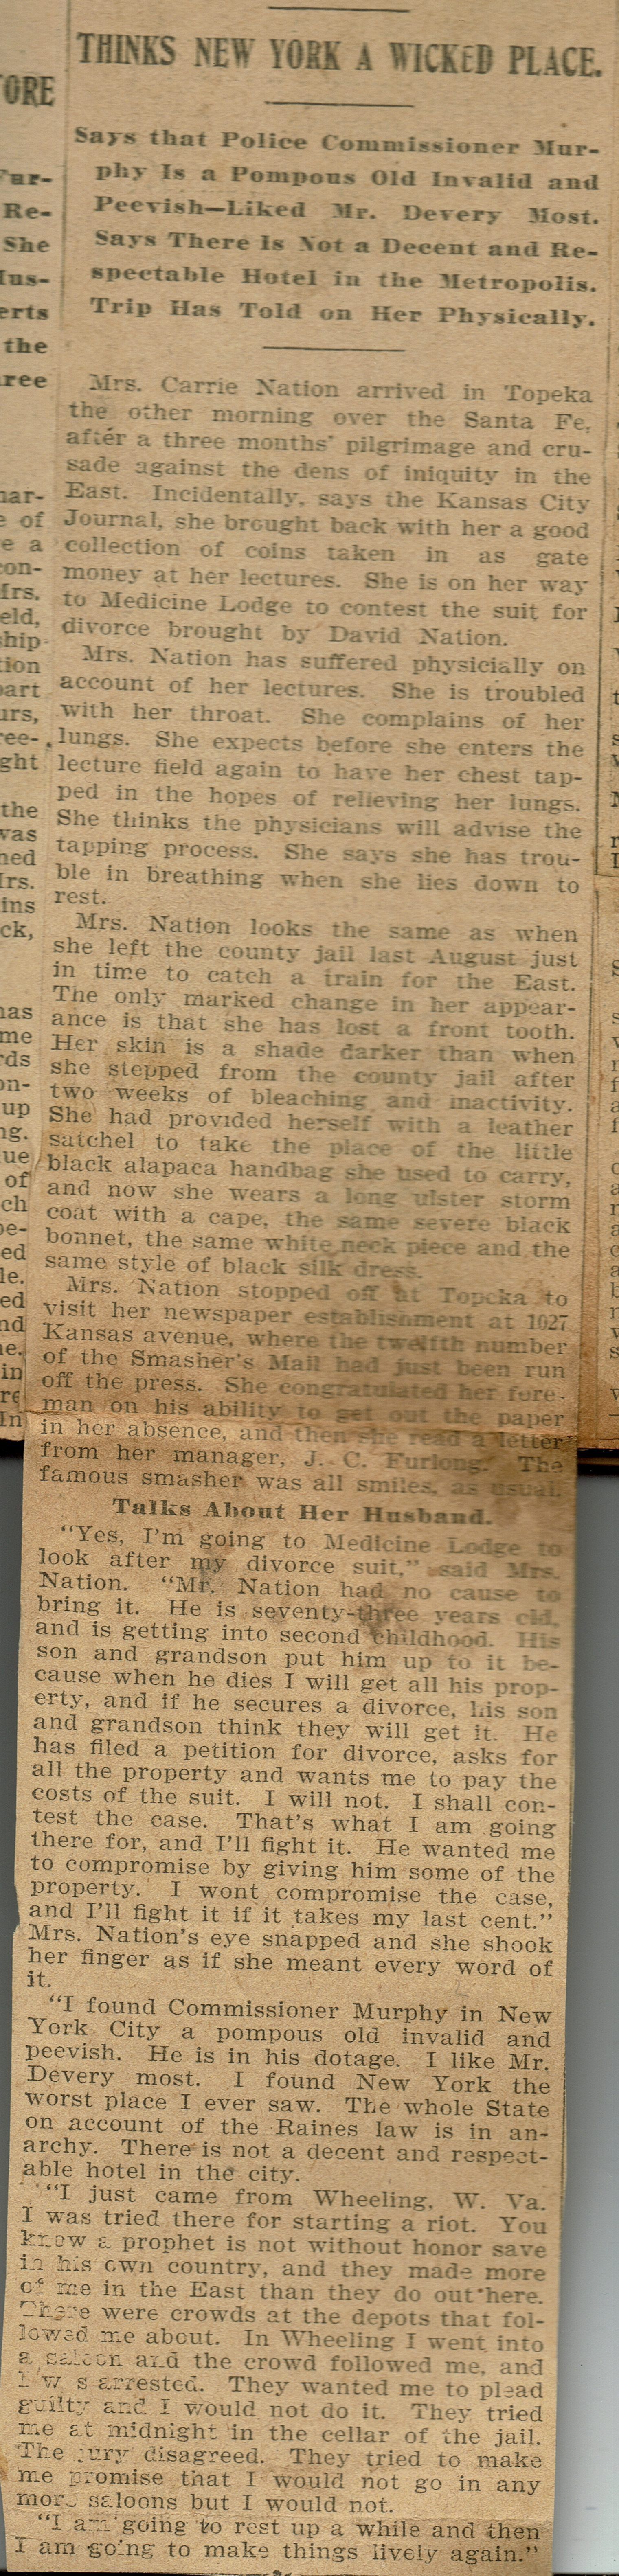 THINKS NEW YORK A WICKED PLACE.
Says that Police Commissioner Mur-
phy Is a Pompous Old Invalid and
Peevish—Liked Mr. Devery Most.
Says There Is Not a Decent and Re-
spectable Hotel in the Metropolis.
Trip Has Told on Her Physically.
Mrs. Carrie Nation arrived in Topeka
the other morning over the Santa Fe,
after a three months' pilgrimage and cru-
sade against the dens of iniquity in the
East. Incidentally, says the Kansas City
Journal, she brought back with her a good
collection of coins taken in as gate
money at her lectures. She is on her way
to Medicine Lodge to contest the suit for
divorce brought by David Nation.
Mrs. Nation has suffered physicially on
account of her lectures. She is troubled
with her throat. She complains of her
lungs. She expects before she enters the
lecture field again to have her chest tap-
ped in the hopes of relieving her lungs.
She thinks the physicians will advise the
tapping process. She says she has trou-
ble in breathing when she lies down to
rest.
Mrs. Nation looks the same as when
she left the county jail last August just
in time to catch a train for the East.
The only marked change in her appear-
ance is that she has lost a front tooth.
Her skin is a shade darker than when
she stepped from the county jail after
two weeks of bleaching and inactivity.
She had provided herself with a leather
satchel to take the place of the little
black alapaca handbag she used to carry,
and now she wears a long ulster storm
coat with a cape, the same severe black
bonnet, the same white neck piece and the
same style of black silk dress.
Mrs. Nation stopped off at Topeka to
visit her newspaper establishment at 1027
Kansas avenue, where the twelfth number
of the Smasher's Mail had just been run
off the press. She congratulated her fore-
man on his ability to get out the paper
in her absence, and then she read a letter
from her manager, J. C. Furlong. The
famous smasher was all smiles, as usual.
Talks About Her Husband.
"Yes, I'm going to Medicine Lodge to
look after my divorce suit," said Mrs.
Nation. "Mr. Nation had no cause to
bring it. He is seventy-three years old,
and is getting into second childhood. His
son and grandson put him up to it be-
cause when he dies I will get all his prop-
erty, and if he secures a divorce, his son
and grandson think they will get it. He
has filed a petition for divorce, asks for
all the property and wants me to pay the
costs of the suit. I will not. I shall con-
test the case. That's what I am going
there for, and I'll fight it. He wanted me
to compromise by giving him some of the
property. I wont compromise the case,
and I'll fight it if it takes my last cent."
Mrs. Nation's eye snapped and she shook
her finger as if she meant every word of
it.
"I found Commissioner Murphy in New
York City a pompous old invalid and
peevish. He is in his dotage. I like Mr.
Devery most. I found New York the
worst place I ever saw. The whole State
on account of the Raines law is in an-
archy. There is not a decent and respect-
able hotel in the city.
"I just came from Wheeling, W. Va.
I was tried there for starting a riot. You
know a prophet is not without honor save
in his own country, and they made more
of me in the East than they do out here.
There were crowds at the depots that fol-
lowed me about. In Wheeling I went into
a saloon and the crowd followed me, and
I was arrested. They wanted me to plead
guilty and I would not do it. They tried
me at midnight in the cellar of the jail.
The jury disagreed. They tried to make
me promise that I would not go in any
more saloons but I would not.
"I am going to rest up a while and then
I am going to make things lively again."